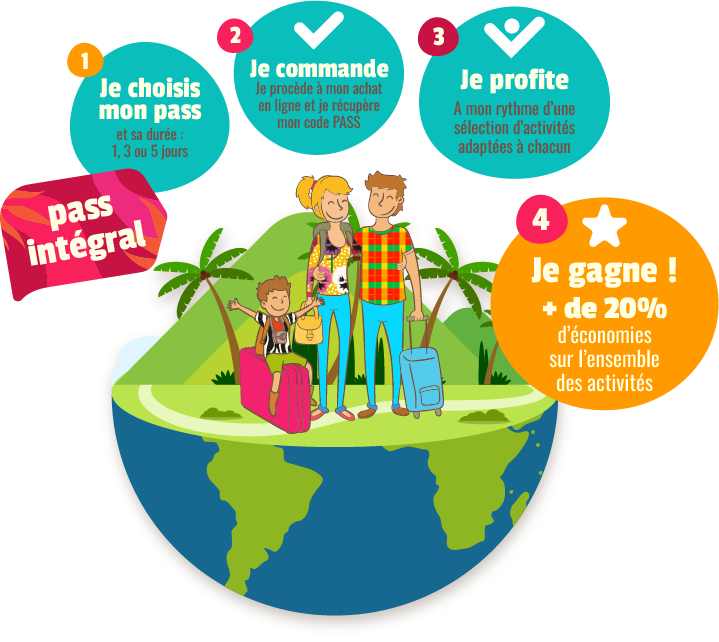 1
Je choisis
mon pass
et sa durée :
1, 3 ou 5 jours
2
Je commande
Je procède à mon achat
en ligne et je récupère
mon code PASS
3
Je profite
A mon rythme d'une
sélection d'activités
adaptées à chacun
pass
intégral
4
Je gagne !
+ de 20%
d'économies
sur l'ensemble
des activités